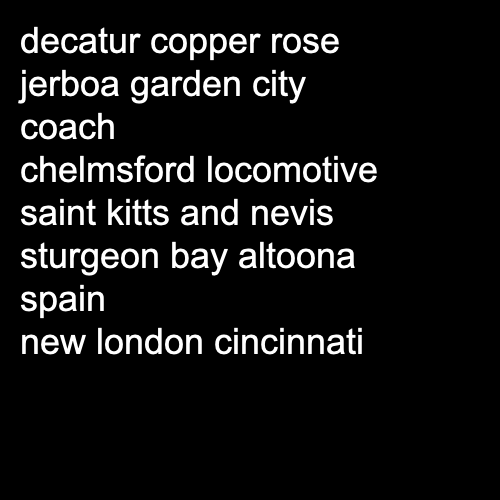 decatur copper rose
jerboa garden city
coach
chelmsford locomotive
saint kitts and nevis
sturgeon bay altoona
spain
new london cincinnati